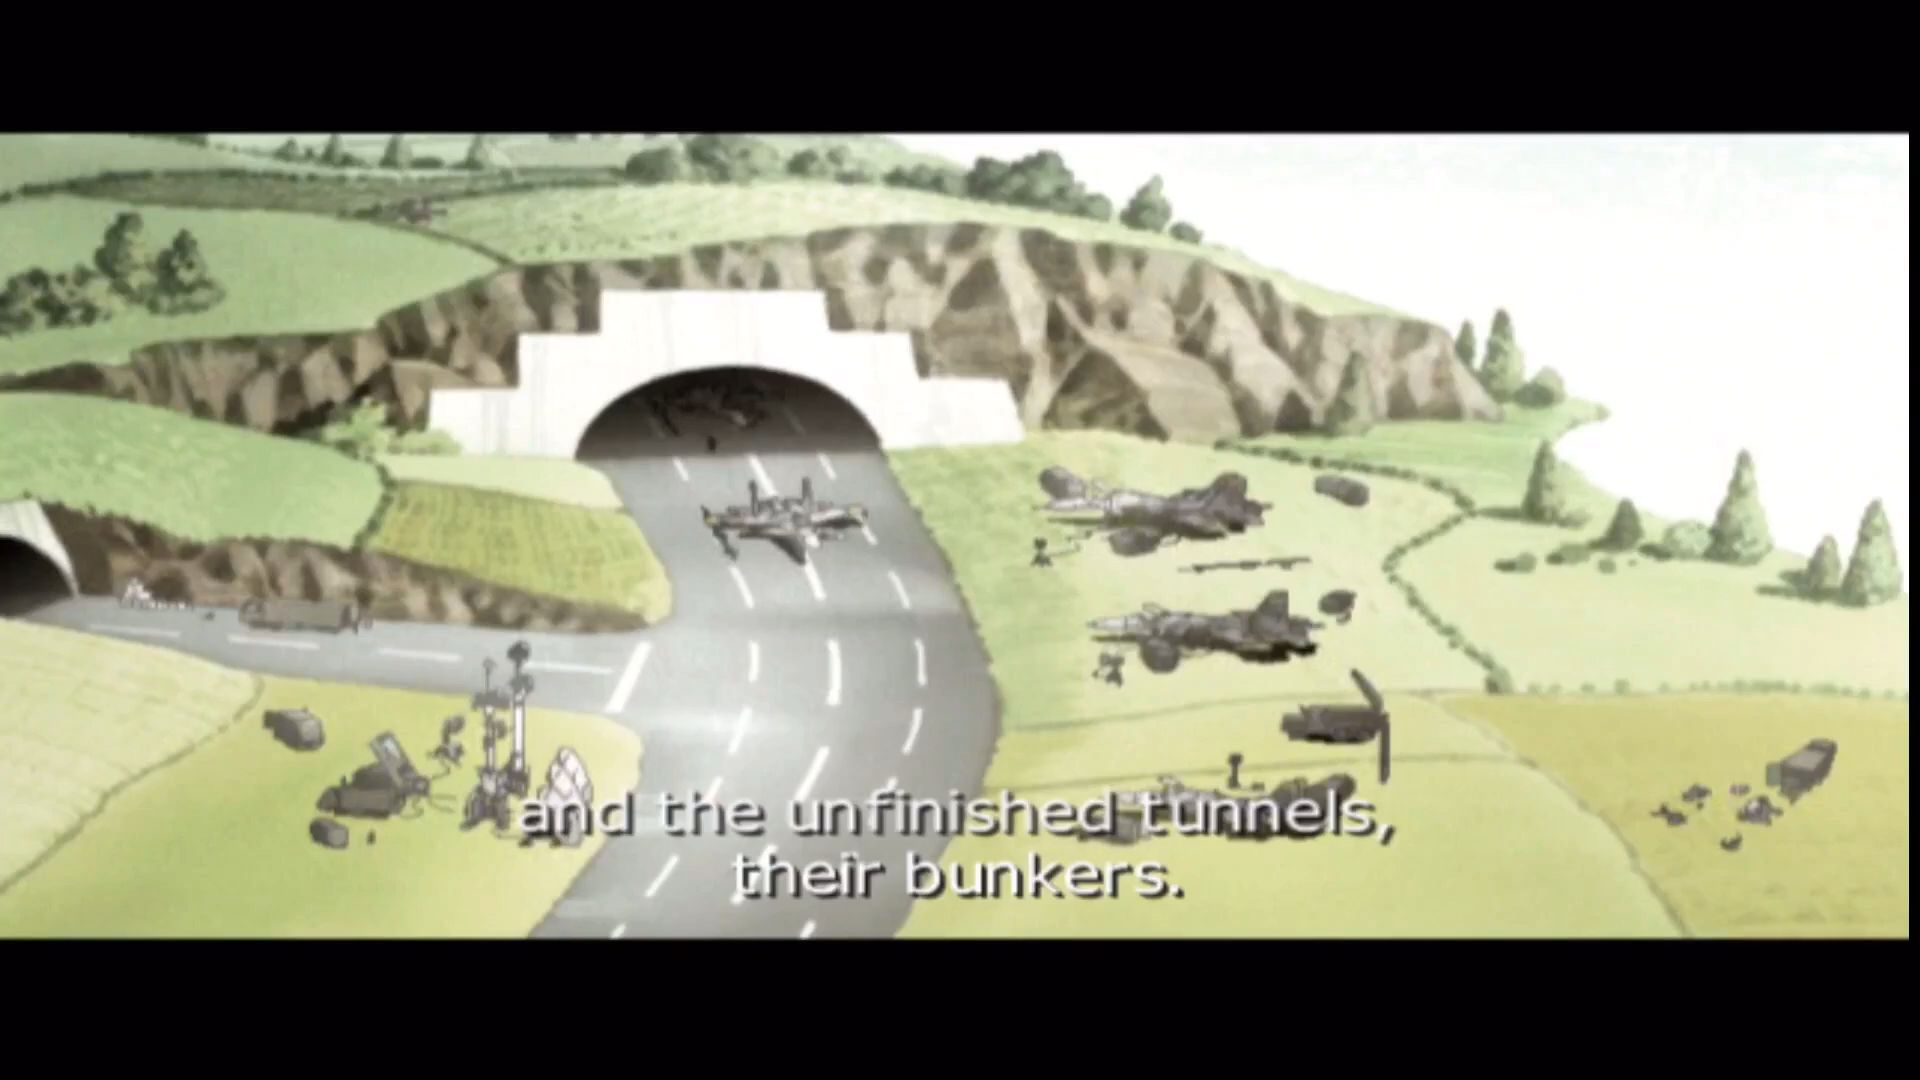 and the unfinished tunnels,
their bunkers.